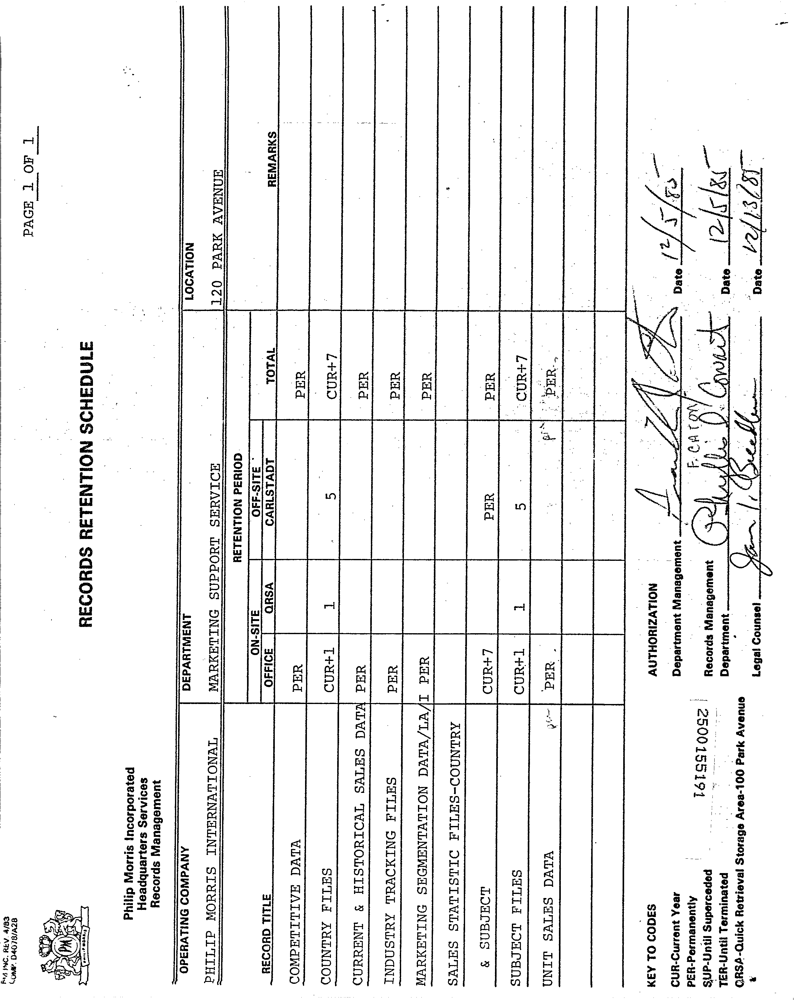 PAGE 1 OF 1
PM INC. REV 4/83
PM
Philip Morris Incorporated
Headquarters Services
Records Management
RECORDS RETENTION SCHEDULE
OPERATING COMPANY DEPARTMENT LOCATION
PHILIP MORRIS INTERNATIONAL MARKETING SUPPORT SERVICE 120 PARK AVENUE
RETENTION PERIOD
RECORD TITLE ON-SITE OFF-SITE TOTAL REMARKS
OFFICE QRSA CARLSTADT
COMPETITIVE DATA PER PER
COUNTRY FILES CUR+1 1 5 CUR+7
CURRENT & HISTORICAL SALES DATA PER PER
INDUSTRY TRACKING FILES PER PER
MARKETING SEGMENTATION DATA/LA/I PER PER
SALES STATISTIC FILES-COUNTRY
& SUBJECT CUR+7 PER PER
SUBJECT FILES CUR+1 1 5 CUR+7
UNIT SALES DATA PER PER
KEY TO CODES
CUR-Current Year
PER-Permanently
SUP-Until Superceded
TER-Until Terminated
QRSA-Quick Retrieval Storage Area-100 Park Avenue
2500155191
AUTHORIZATION
Department Management Date 12/5/85
F. CATON
Records Management
Department Phyllis D. Cowart Date 12/5/85
Legal Counsel Date 12/13/85